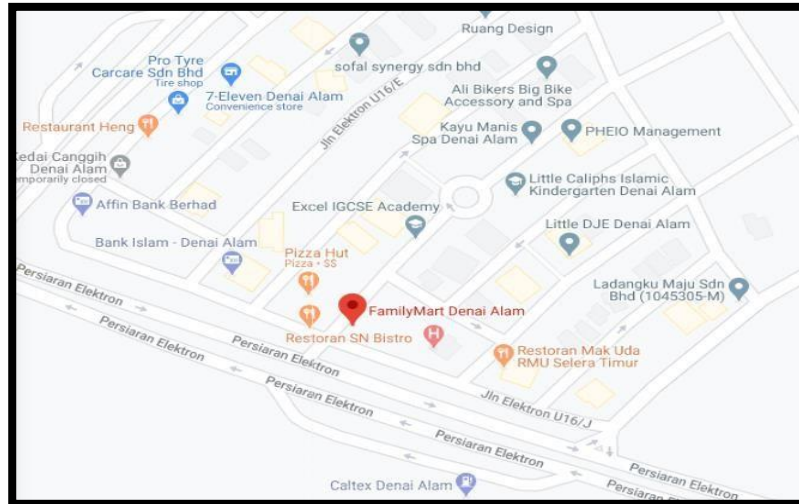 Ruang Design
sofal synergy sdn bhd
Pro Tyre
Carcare Sdn Bhd
Tire shop
7-Eleven Denai Alam
Convenience store
Ali Bikers Big Bike
Accessory and Spa
Jln Elektron U16/E
Restaurant Heng
Kayu Manis
Spa Denai Alam
PHEIO Management
Kedai Canggih
Denai Alam
emporarily closed
Little Caliphs Islamic
Kindergarten Denai Alam
Affin Bank Berhad
Excel IGCSE Academy
Little DJE Denai Alam
Bank Islam - Denai Alam
Pizza Hut
Pizza • $$
Ladangku Maju Sdn
Bhd (1045305-M)
Persiaran Elektron
FamilyMart Denai Alam
Persiaran Elektron
Restoran SN Bistro
H
Persiaran Elektron
Restoran Mak Uda
RMU Selera Timur
Persiaran Elektron
Jln Elektron U16/J
Persiaran Elektron
Persiaran Elektron
Persiaran Elektron
Caltex Denai Alam